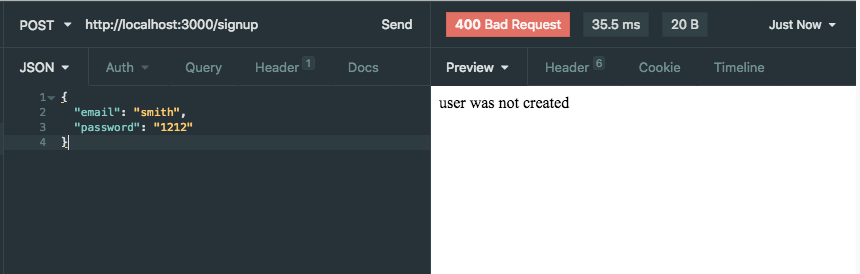 POST http://localhost:3000/signup Send 400 Bad Request 35.5 ms 20 B Just Now
JSON Auth Query Header 1 Docs Preview Header 6 Cookie Timeline
1 {
2 "email": "smith",
3 "password": "1212"
4 }
user was not created